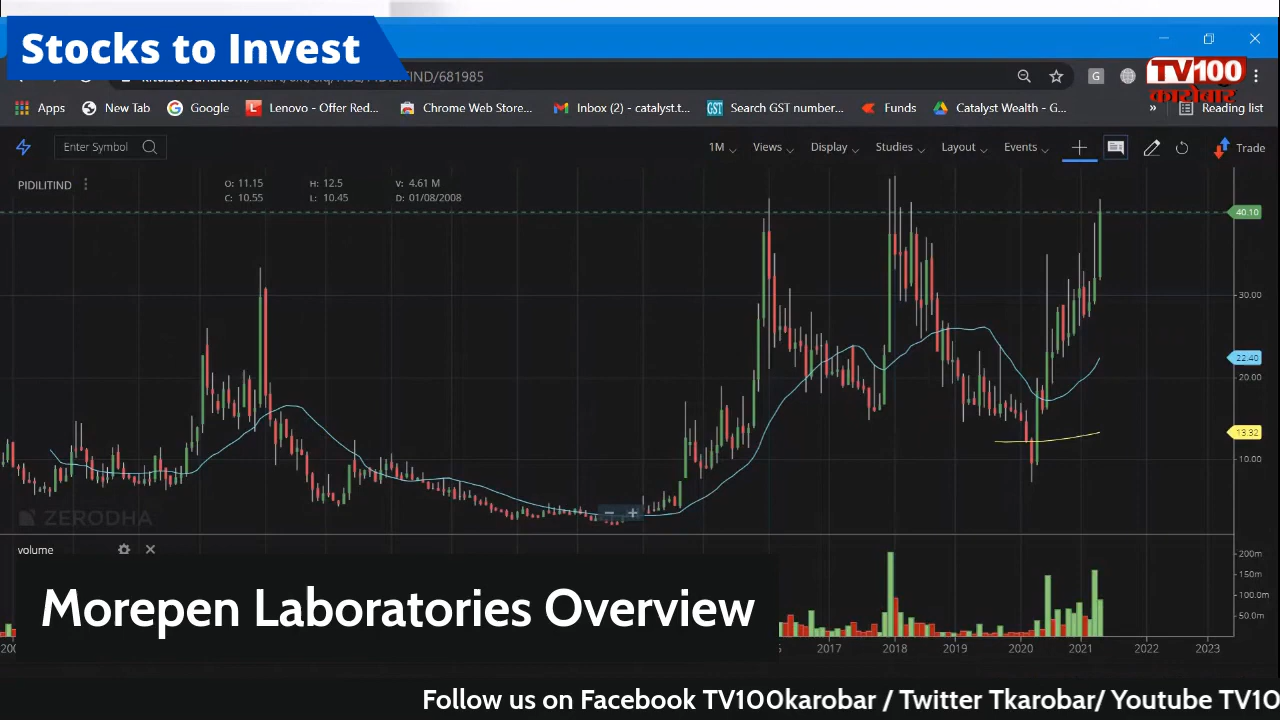 Stocks to Invest
FIND/681985
TV100
कारोबार
Apps
New Tab
Google
Lenovo - Offer Red...
Chrome Web Store...
Inbox (2) - catalyst.t...
GST
Search GST number...
Funds
Catalyst Wealth - G...
»
Reading list
Enter Symbol
1M
Views
Display
Studies
Layout
Events
Trade
PIDILITIND
O: 11.15
H: 12.5
V: 4.61 M
C: 10.55
L: 10.45
D: 01/08/2008
40.10
30.00
22.40
20.00
13.32
10.00
ZERODHA
volume
200m
150m
100.0m
50.0m
Morepen Laboratories Overview
2017
2018
2019
2020
2021
2022
2023
Follow us on Facebook TV100karobar / Twitter Tkarobar/ Youtube TV10